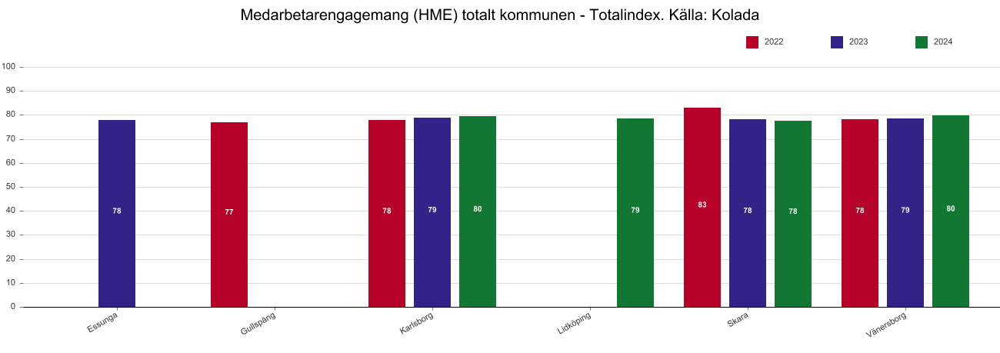 Medarbetarengagemang (HME) totalt kommunen - Totalindex. Källa: Kolada
2022 2023 2024
100
90
80
70
60
50
40
30
20
10
0
78 77 78 79 80 79 83 78 78 78 79 80
Essunga Gullspång Karlsborg Lidköping Skara Vänersborg